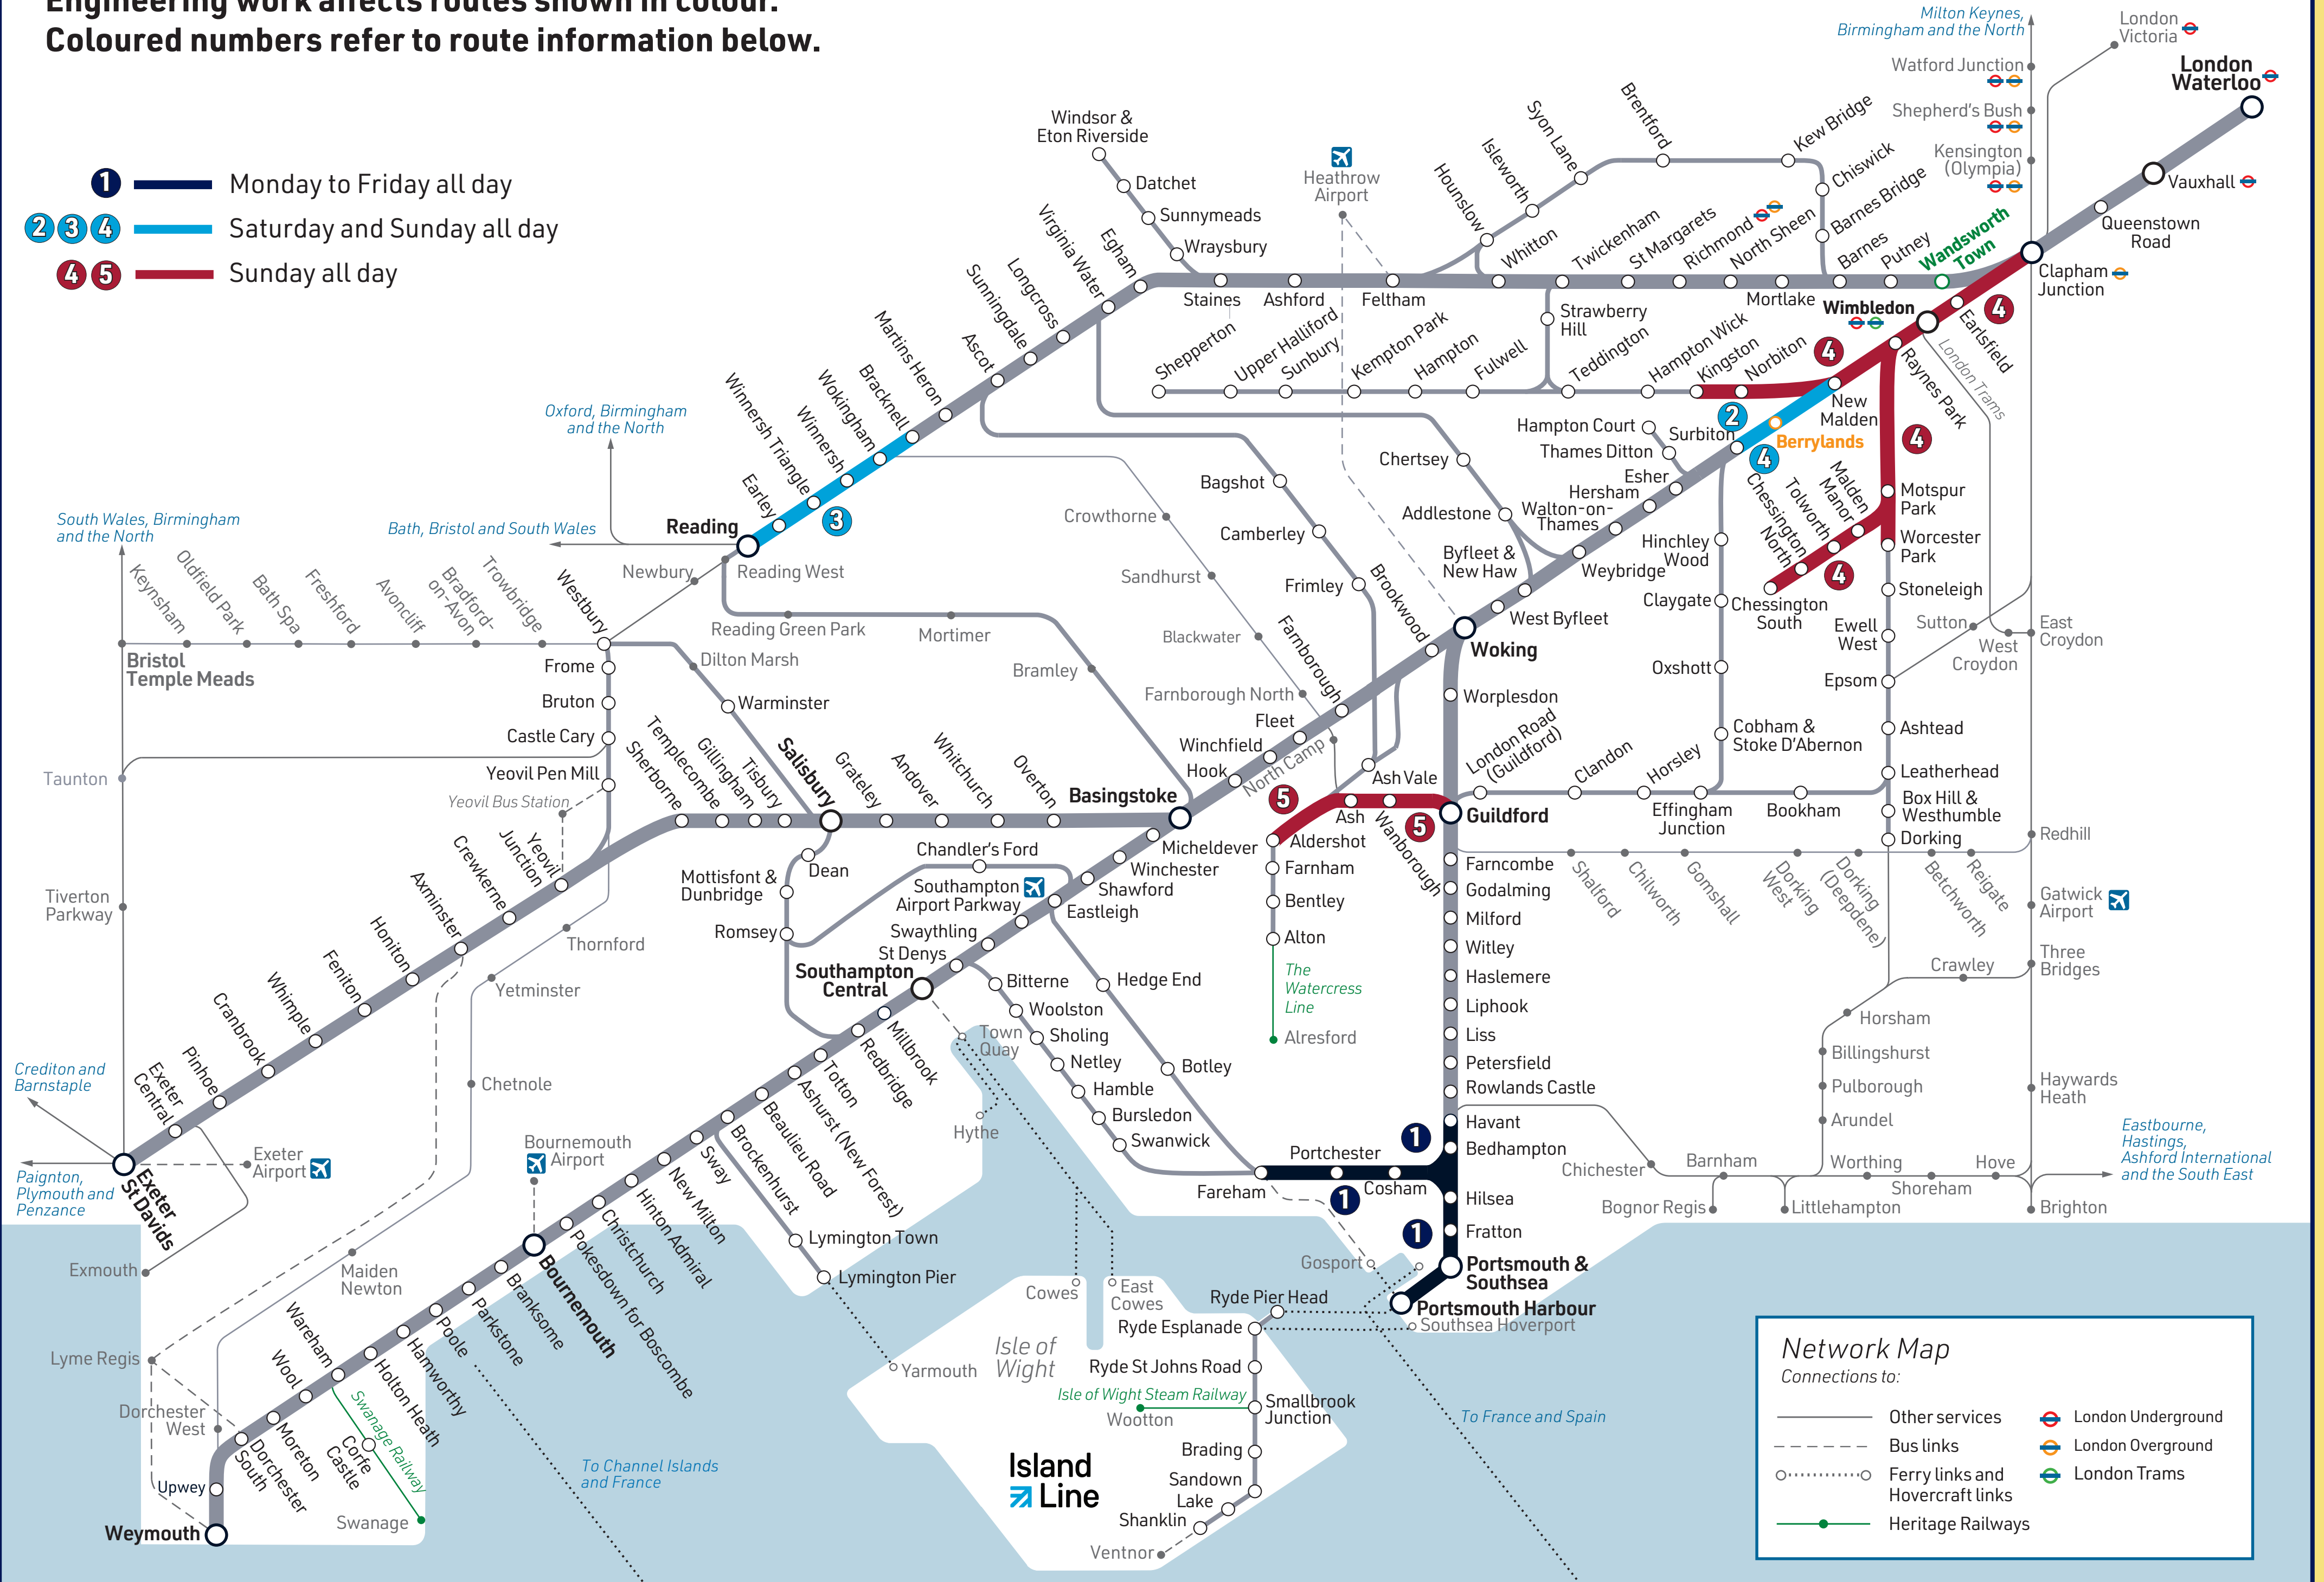 Engineering work affects routes shown in colour.
Coloured numbers refer to route information below.
1 Monday to Friday all day
2 3 4 Saturday and Sunday all day
4 5 Sunday all day
Milton Keynes,
Birmingham and the North
London
Victoria
Watford Junction
Shepherd's Bush
Kensington
(Olympia)
London
Waterloo
Vauxhall
Queenstown
Road
Clapham
Junction
Windsor &
Eton Riverside
Datchet
Sunnymeads
Wraysbury
Heathrow
Airport
Hounslow
Isleworth
Syon Lane
Brentford
Kew Bridge
Chiswick
Barnes Bridge
Virginia Water
Egham
Staines
Ashford
Feltham
Whitton
Twickenham
St Margarets
Richmond
North Sheen
Mortlake
Barnes
Putney
Wandsworth
Town
Wimbledon
Earlsfield
4
4
Raynes Park
London Trams
Strawberry
Hill
Shepperton
Upper Halliford
Sunbury
Kempton Park
Hampton
Fulwell
Teddington
Hampton Wick
Kingston
Norbiton
New
Malden
2
Berrylands
4
Surbiton
Hampton Court
Thames Ditton
Esher
Hersham
Walton-on-
Thames
Weybridge
Byfleet &
New Haw
West Byfleet
Chertsey
Addlestone
4
Motspur
Park
Malden
Manor
Tolworth
Chessington
North
4
Chessington
South
Worcester
Park
Stoneleigh
Ewell
West
Epsom
Ashtead
Leatherhead
Box Hill &
Westhumble
Dorking
Sutton
West
Croydon
East
Croydon
Hinchley
Wood
Claygate
Oxshott
Cobham &
Stoke D'Abernon
Longcross
Sunningdale
Ascot
Martins Heron
Bracknell
Wokingham
Winnersh
Winnersh Triangle
Earley
3
Reading
Oxford, Birmingham
and the North
Bath, Bristol and South Wales
South Wales, Birmingham
and the North
Reading West
Newbury
Reading Green Park
Mortimer
Bramley
Crowthorne
Sandhurst
Blackwater
Farnborough North
North Camp
Bagshot
Camberley
Frimley
Brookwood
Farnborough
Fleet
Winchfield
Hook
Basingstoke
Woking
Worplesdon
London Road
(Guildford)
Clandon
Horsley
Effingham
Junction
Bookham
Guildford
Ash Vale
5
Ash
5
Wanborough
Aldershot
Farnham
Bentley
Alton
The
Watercress
Line
Alresford
Farncombe
Godalming
Milford
Witley
Haslemere
Liphook
Liss
Petersfield
Rowlands Castle
Havant
Bedhampton
1
Hilsea
Fratton
1
Portsmouth &
Southsea
Portsmouth Harbour
Southsea Hoverport
Portchester
Cosham
1
Fareham
Gosport
Shalford
Chilworth
Gomshall
Dorking
West
Dorking
(Deepdene)
Betchworth
Reigate
Redhill
Gatwick
Airport
Three
Bridges
Crawley
Horsham
Billingshurst
Pulborough
Arundel
Haywards
Heath
Eastbourne,
Hastings,
Ashford International
and the South East
Chichester
Barnham
Bognor Regis
Littlehampton
Worthing
Shoreham
Hove
Brighton
Keynsham
Oldfield Park
Bath Spa
Freshford
Avoncliff
Bradford-
on-Avon
Trowbridge
Westbury
Bristol
Temple Meads
Frome
Bruton
Castle Cary
Yeovil Pen Mill
Yeovil Bus Station
Dilton Marsh
Warminster
Taunton
Tiverton
Parkway
Sherborne
Templecombe
Gillingham
Tisbury
Salisbury
Grateley
Andover
Whitchurch
Overton
Yeovil
Junction
Crewkerne
Axminster
Honiton
Feniton
Whimple
Cranbrook
Pinhoe
Exeter
Central
Exeter
St Davids
Crediton and
Barnstaple
Paignton,
Plymouth and
Penzance
Exeter
Airport
Exmouth
Thornford
Yetminster
Chetnole
Maiden
Newton
Lyme Regis
Dorchester
West
Dean
Mottisfont &
Dunbridge
Romsey
Chandler's Ford
Micheldever
Winchester
Shawford
Eastleigh
Southampton
Airport Parkway
Swaythling
St Denys
Southampton
Central
Bitterne
Woolston
Sholing
Netley
Hamble
Bursledon
Swanwick
Hedge End
Botley
Town
Quay
Hythe
Millbrook
Redbridge
Totton
Ashurst (New Forest)
Beaulieu Road
Brockenhurst
Lymington Town
Lymington Pier
Sway
New Milton
Hinton Admiral
Christchurch
Pokesdown for Boscombe
Bournemouth
Bournemouth
Airport
Branksome
Parkstone
Poole
Hamworthy
Holton Heath
Wareham
Wool
Moreton
Dorchester
South
Upwey
Weymouth
Swanage Railway
Corfe
Castle
Swanage
To Channel Islands
and France
Yarmouth
Cowes
East
Cowes
Isle of
Wight
Ryde Pier Head
Ryde Esplanade
Ryde St Johns Road
Isle of Wight Steam Railway
Wootton
Smallbrook
Junction
Brading
Sandown
Lake
Shanklin
Ventnor
Island
Line
To France and Spain
Network Map
Connections to:
Other services
Bus links
Ferry links and
Hovercraft links
Heritage Railways
London Underground
London Overground
London Trams